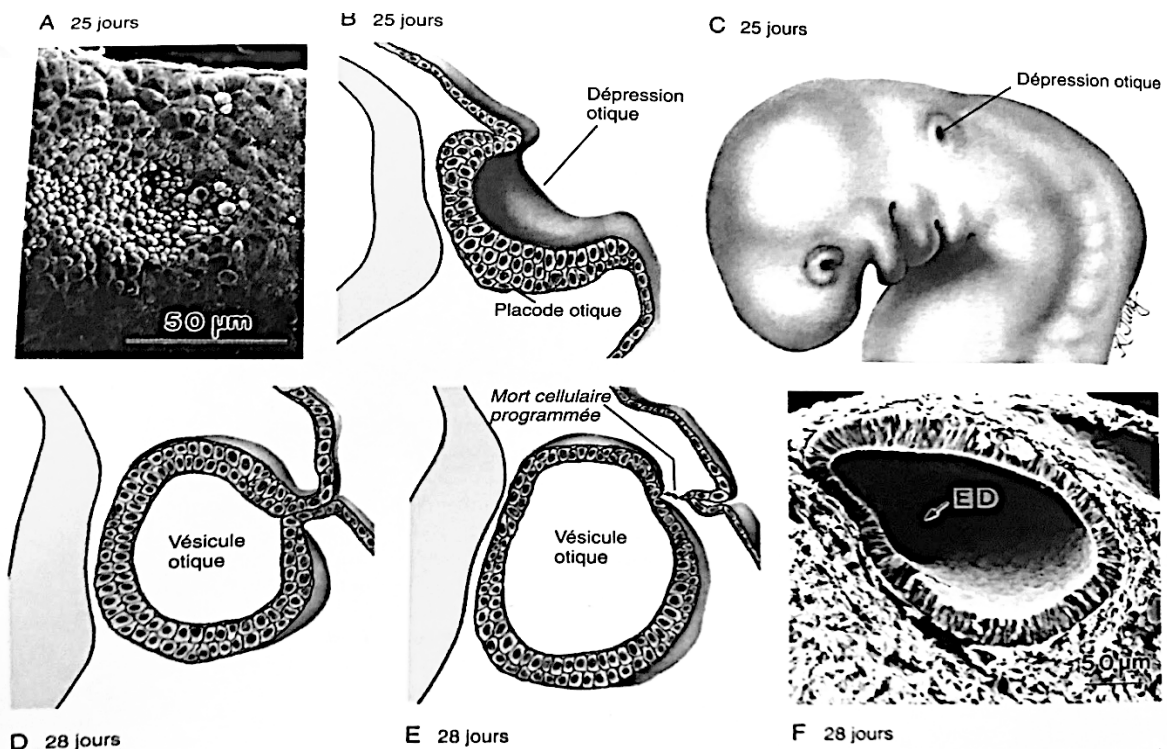 A 25 jours
B 25 jours
C 25 jours
Dépression
otique
Dépression otique
50 µm
Placode otique
Mort cellulaire
programmée
Vésicule
otique
Vésicule
otique
ED
50 µm
D 28 jours
E 28 jours
F 28 jours